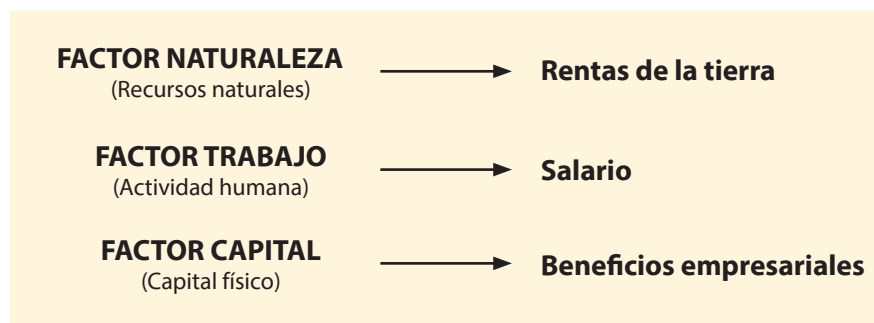 FACTOR NATURALEZA
(Recursos naturales)
Rentas de la tierra
FACTOR TRABAJO
(Actividad humana)
Salario
FACTOR CAPITAL
(Capital físico)
Beneficios empresariales